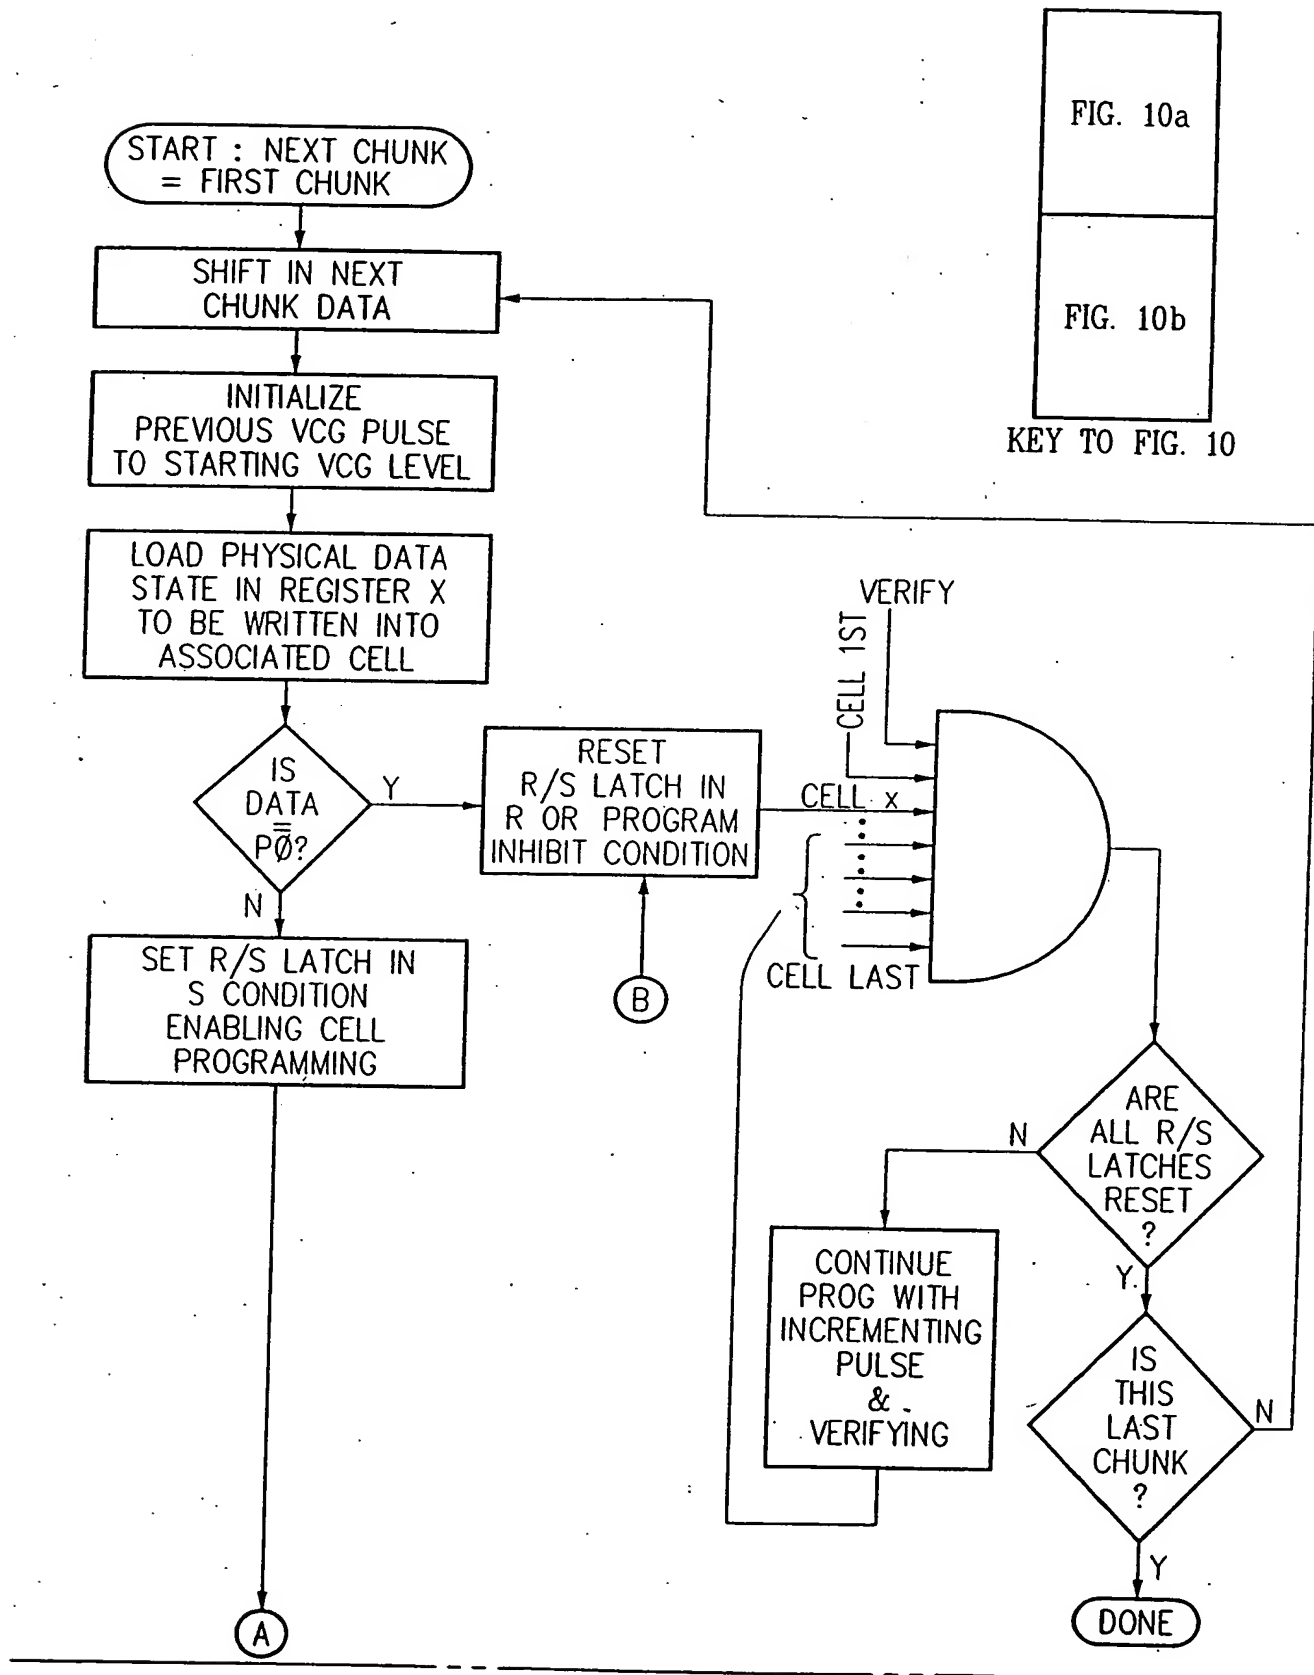 FIG. 10a
FIG. 10b
KEY TO FIG. 10
START : NEXT CHUNK
= FIRST CHUNK
SHIFT IN NEXT
CHUNK DATA
INITIALIZE
PREVIOUS VCG PULSE
TO STARTING VCG LEVEL
LOAD PHYSICAL DATA
STATE IN REGISTER X
TO BE WRITTEN INTO
ASSOCIATED CELL
IS
DATA
=
PØ?
Y
N
RESET
R/S LATCH IN
R OR PROGRAM
INHIBIT CONDITION
B
SET R/S LATCH IN
S CONDITION
ENABLING CELL
PROGRAMMING
A
VERIFY
CELL 1ST
CELL x
CELL LAST
ARE
ALL R/S
LATCHES
RESET
?
N
Y
CONTINUE
PROG WITH
INCREMENTING
PULSE
&
VERIFYING
IS
THIS
LAST
CHUNK
?
N
Y
DONE